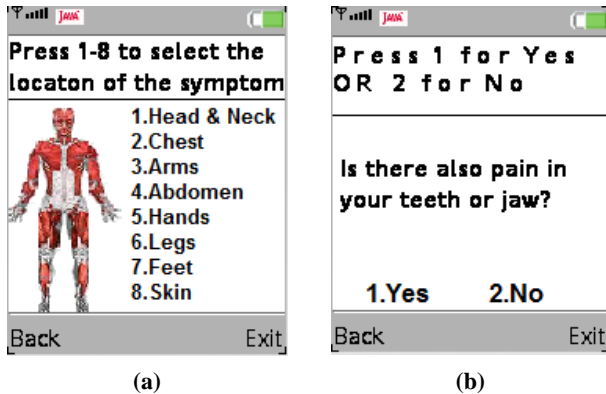 JAVA
Press 1-8 to select the
locaton of the symptom
1.Head & Neck
2.Chest
3.Arms
4.Abdomen
5.Hands
6.Legs
7.Feet
8.Skin
Back Exit
(a)
JAVA
Press 1 for Yes
OR 2 for No
Is there also pain in
your teeth or jaw?
1.Yes 2.No
Back Exit
(b)